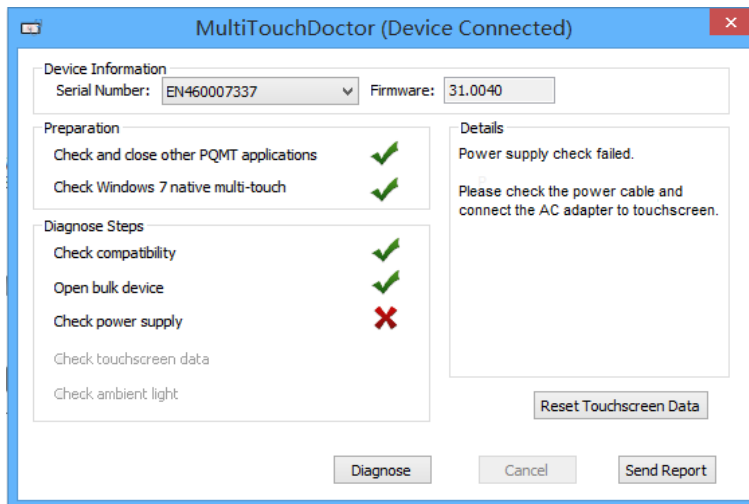 MultiTouchDoctor (Device Connected)
Device Information
Serial Number: EN460007337 Firmware: 31.0040
Preparation
Check and close other PQMT applications
Check Windows 7 native multi-touch
Diagnose Steps
Check compatibility
Open bulk device
Check power supply
Check touchscreen data
Check ambient light
Details
Power supply check failed.
Please check the power cable and
connect the AC adapter to touchscreen.
Reset Touchscreen Data
Diagnose Cancel Send Report